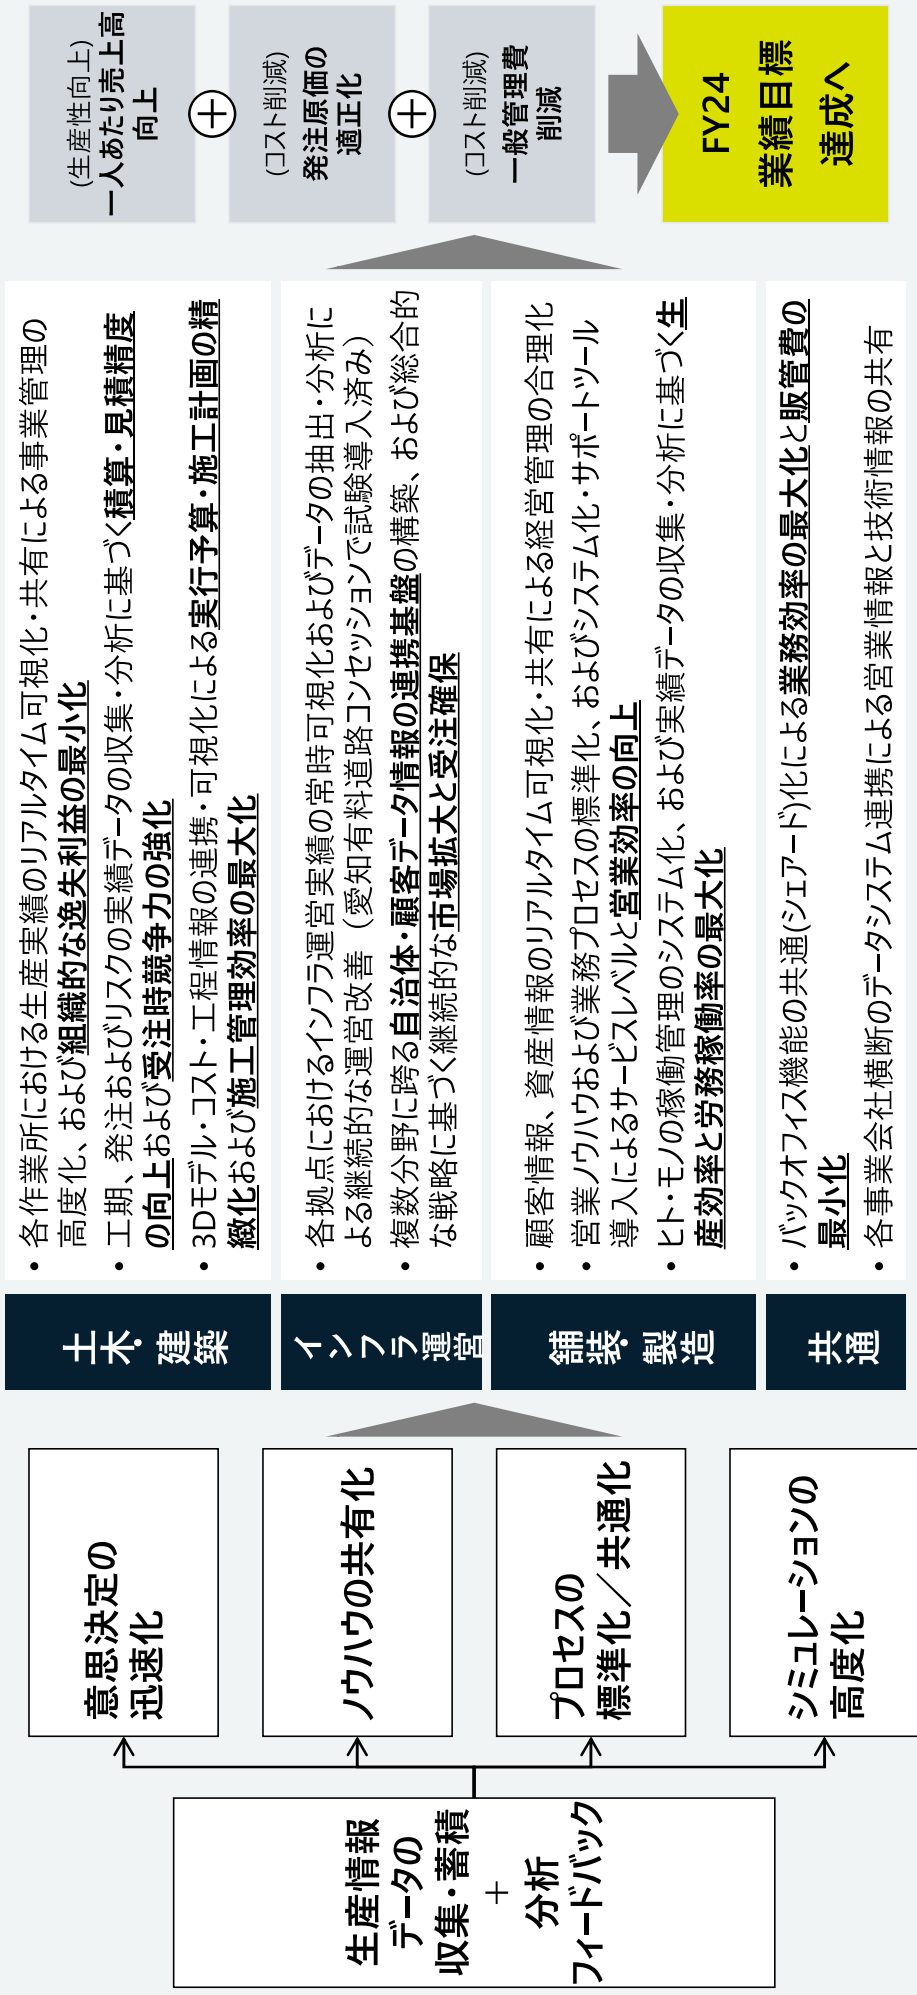 生産情報
データの
収集・蓄積
＋
分析
フィードバック
意思決定の
迅速化
ノウハウの共有化
プロセスの
標準化／共通化
シミュレーションの
高度化
土木・建築
• 各作業所における生産実績のリアルタイム可視化・共有による事業管理の
高度化、および組織的な逸失利益の最小化
• 工期、発注およびリスクの実績データの収集・分析に基づく積算・見積精度
の向上および受注時競争力の強化
• 3Dモデル・コスト・工程情報の連携・可視化による実行予算・施工計画の精
緻化および施工管理効率の最大化
インフラ運営
• 各拠点におけるインフラ運営実績の常時可視化およびデータの抽出・分析に
よる継続的な運営改善（愛知有料道路コンセッションで試験導入済み）
• 複数分野に跨る自治体・顧客データ情報の連携基盤の構築、および総合的
な戦略に基づく継続的な市場拡大と受注確保
舗装・製造
• 顧客情報、資産情報のリアルタイム可視化・共有による経営管理の合理化
• 営業ノウハウおよび業務プロセスの標準化、およびシステム化・サポートツール
導入によるサービスレベルと営業効率の向上
• ヒト・モノの稼働管理のシステム化、および実績データの収集・分析に基づく生
産効率と労務稼働率の最大化
共通
• バックオフィス機能の共通(シェアード)化による業務効率の最大化と販管費の
最小化
• 各事業会社横断のデータシステム連携による営業情報と技術情報の共有
(生産性向上)
一人あたり売上高
向上
＋
(コスト削減)
発注原価の
適正化
＋
(コスト削減)
一般管理費
削減
FY24
業績目標
達成へ